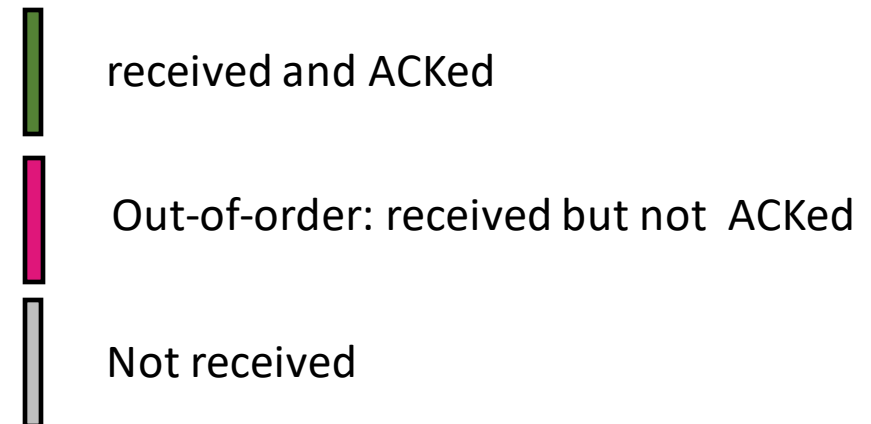 received and ACKed
Out-of-order: received but not ACKed
Not received